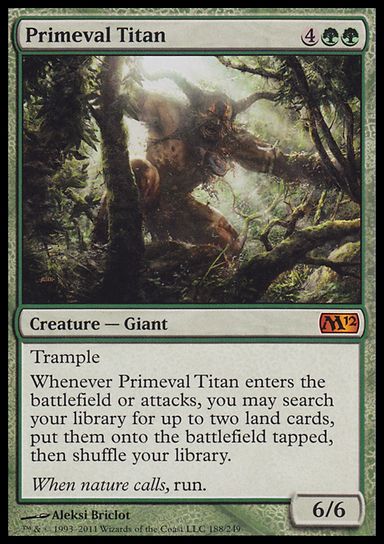 Primeval Titan 4
Creature — Giant M12
Trample
Whenever Primeval Titan enters the
battlefield or attacks, you may search
your library for up to two land cards,
put them onto the battlefield tapped,
then shuffle your library.
When nature calls, run.
6/6
Aleksi Briclot
™ & © 1993–2011 Wizards of the Coast LLC 188/249